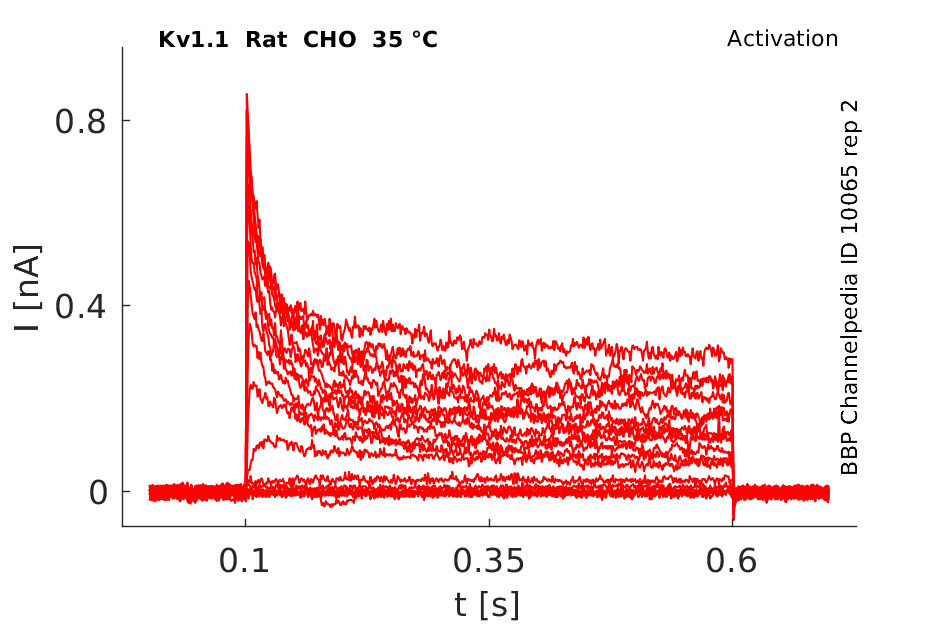 Kv1.1 Rat CHO 35 °C
Activation
BBP Channelpedia ID 10065 rep 2
I [nA]
0.8
0.4
0
0.1 0.35 0.6
t [s]